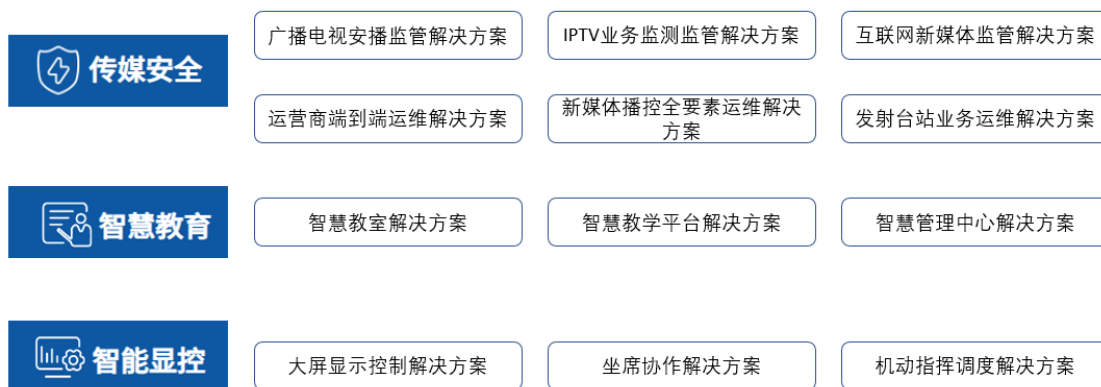 传媒安全
广播电视安播监管解决方案
IPTV业务监测监管解决方案
互联网新媒体监管解决方案
运营商端到端运维解决方案
新媒体播控全要素运维解决
方案
发射台站业务运维解决方案
智慧教育
智慧教室解决方案
智慧教学平台解决方案
智慧管理中心解决方案
智能显控
大屏显示控制解决方案
坐席协作解决方案
机动指挥调度解决方案